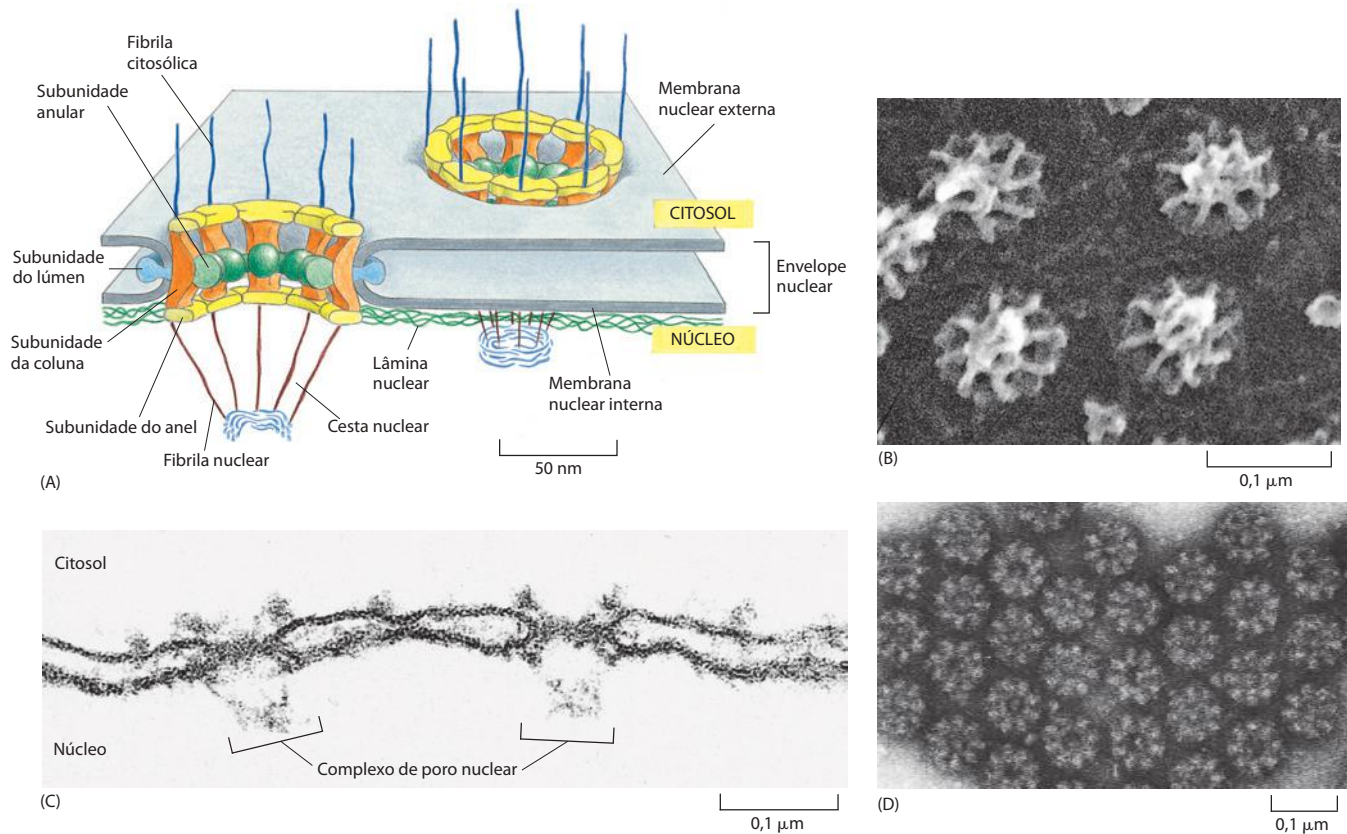 Fibrila
citosólica
Subunidade
anular
Membrana
nuclear externa
CITOSOL
Subunidade
do lúmen
Envelope
nuclear
Subunidade
da coluna
NÚCLEO
Lâmina
nuclear
Membrana
nuclear interna
Subunidade do anel
Cesta nuclear
Fibrila nuclear
50 nm
(A)
(B)
0,1 μm
Citosol
Núcleo
Complexo de poro nuclear
(C)
0,1 μm
(D)
0,1 μm